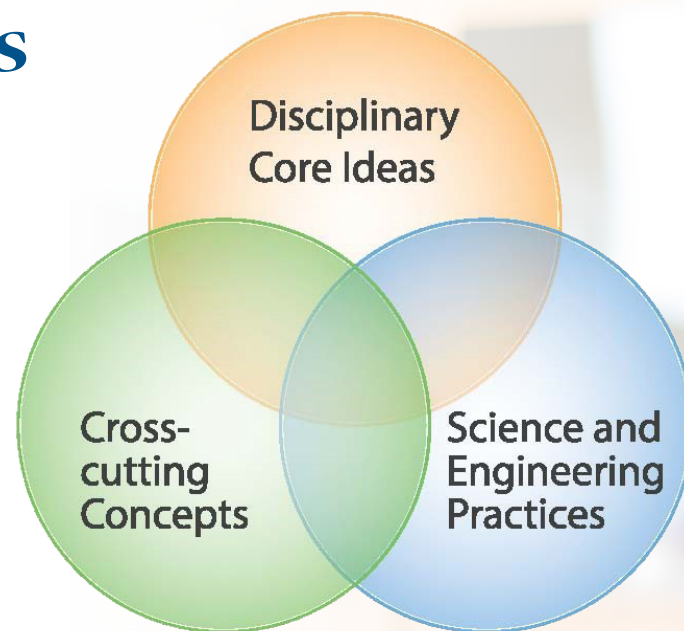 s
Disciplinary
Core Ideas
Cross-
cutting
Concepts
Science and
Engineering
Practices